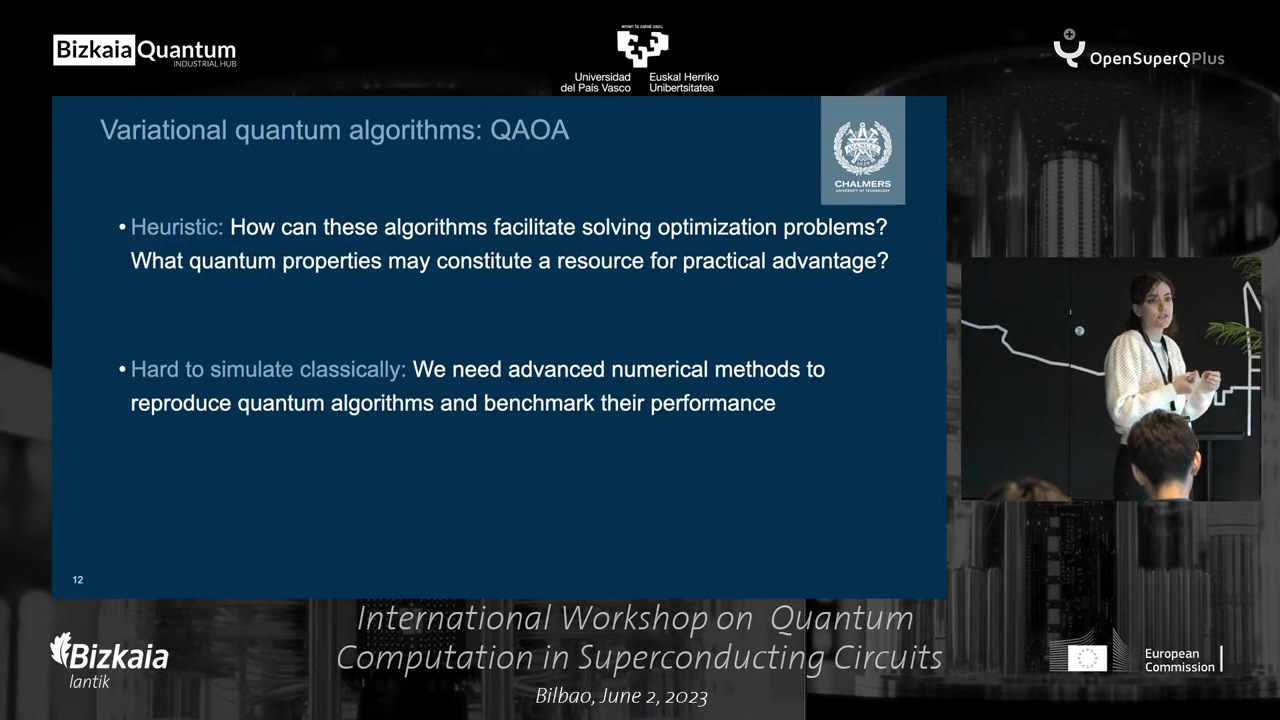 Bizkaia Quantum
INDUSTRIAL HUB
eman ta zabal zazu
Universidad del País Vasco
Euskal Herriko Unibertsitatea
OpenSuperQPlus
Variational quantum algorithms: QAOA
CHALMERS
UNIVERSITY OF TECHNOLOGY
• Heuristic: How can these algorithms facilitate solving optimization problems?
What quantum properties may constitute a resource for practical advantage?
• Hard to simulate classically: We need advanced numerical methods to
reproduce quantum algorithms and benchmark their performance
12
International Workshop on Quantum
Computation in Superconducting Circuits
Bilbao, June 2, 2023
Bizkaia
lantik
European
Commission